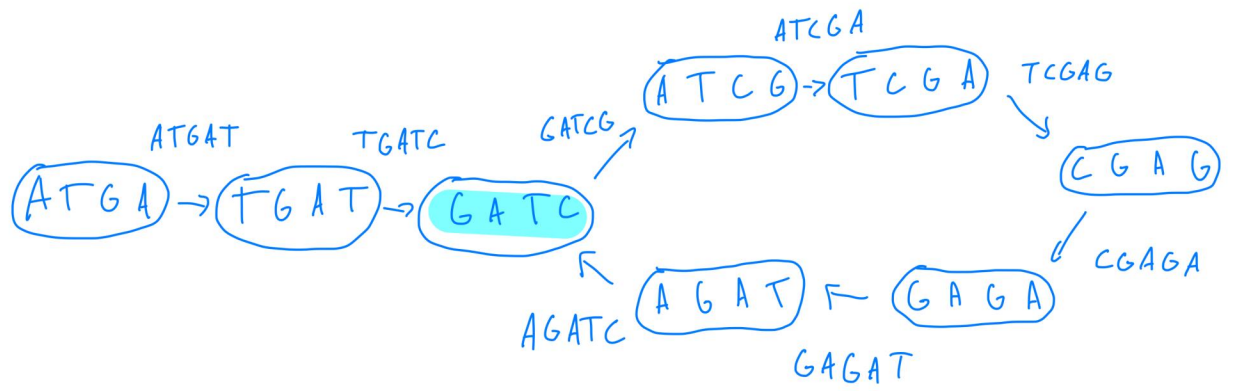 ATCGA
ATCG
TCGA
TCGAG
ATGAT
TGATC
GATCG
CGAG
ATGA
TGAT
GATC
CGAGA
AGAT
GAGA
AGATC
GAGAT